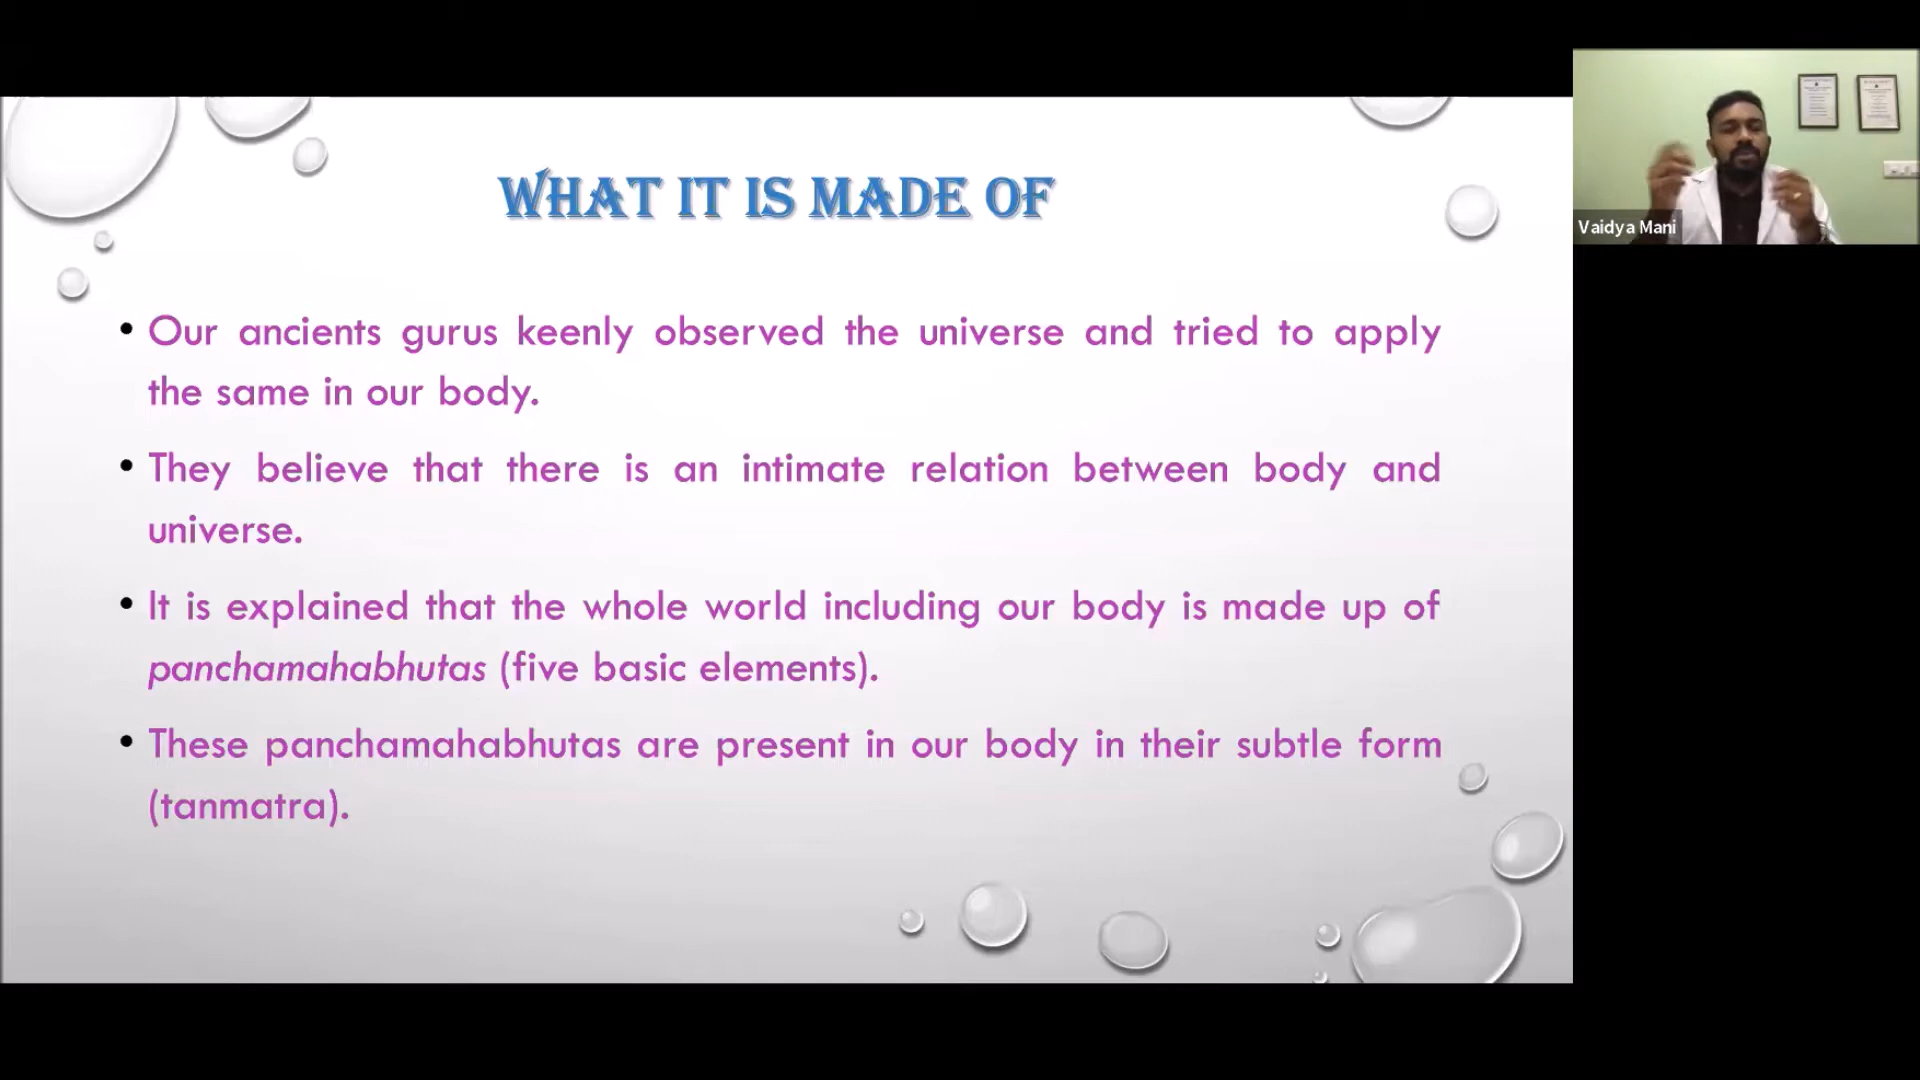 WHAT IT IS MADE OF
• Our ancients gurus keenly observed the universe and tried to apply
the same in our body.
• They believe that there is an intimate relation between body and
universe.
• It is explained that the whole world including our body is made up of
panchamahabhutas (five basic elements).
• These panchamahabhutas are present in our body in their subtle form
(tanmatra).
Vaidya Mani